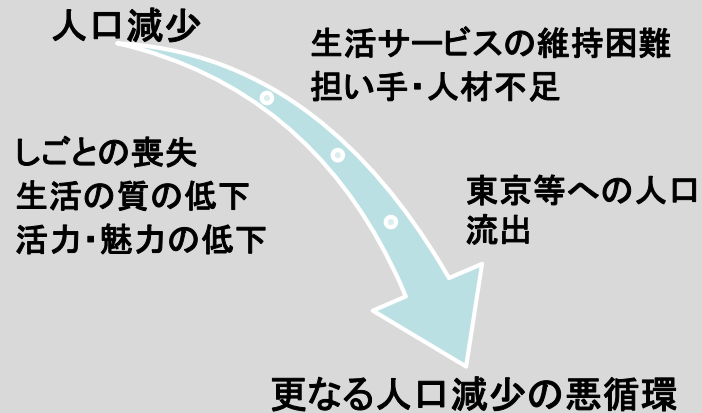 人口減少
生活サービスの維持困難
担い手・人材不足
しごとの喪失
生活の質の低下
活力・魅力の低下
東京等への人口
流出
更なる人口減少の悪循環